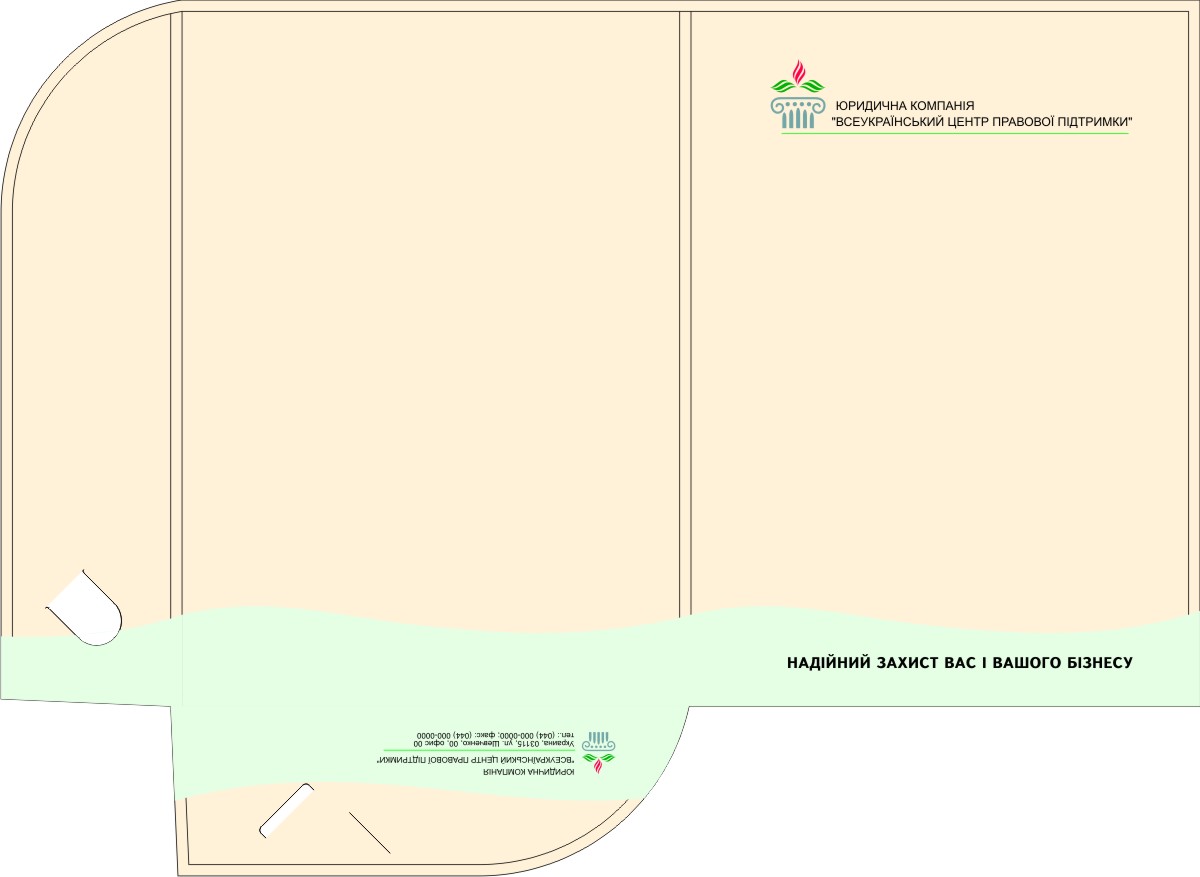 ЮРИДИЧНА КОМПАНІЯ
"ВСЕУКРАЇНСЬКИЙ ЦЕНТР ПРАВОВОЇ ПІДТРИМКИ"
НАДІЙНИЙ ЗАХИСТ ВАС І ВАШОГО БІЗНЕСУ
ЮРИДИЧНА КОМПАНІЯ
"ВСЕУКРАЇНСЬКИЙ ЦЕНТР ПРАВОВОЇ ПІДТРИМКИ"
Украина, 03115, ул. Шевченко, 00, офис 00
тел.: (044) 000-0000; факс: (044) 000-0000